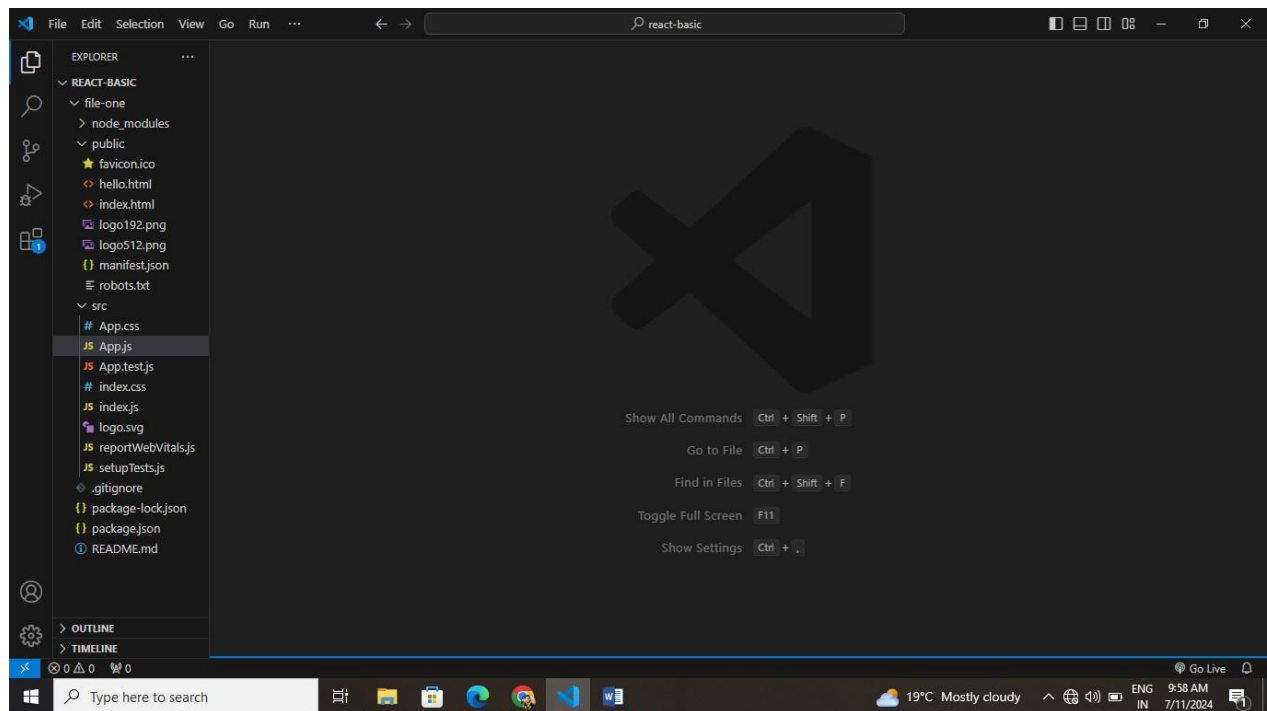 File Edit Selection View Go Run ··· ← → react-basic
EXPLORER ···
REACT-BASIC
file-one
node_modules
public
favicon.ico
hello.html
index.html
logo192.png
logo512.png
{} manifest.json
robots.txt
src
# App.css
JS App.js
JS App.test.js
# index.css
JS index.js
logo.svg
JS reportWebVitals.js
JS setupTests.js
.gitignore
{} package-lock.json
{} package.json
README.md
1
Show All Commands Ctrl + Shift + P
Go to File Ctrl + P
Find in Files Ctrl + Shift + F
Toggle Full Screen F11
Show Settings Ctrl + ,
OUTLINE
TIMELINE
0 0 0 Go Live
Type here to search 19°C Mostly cloudy ENG IN 9:58 AM 7/11/2024 1